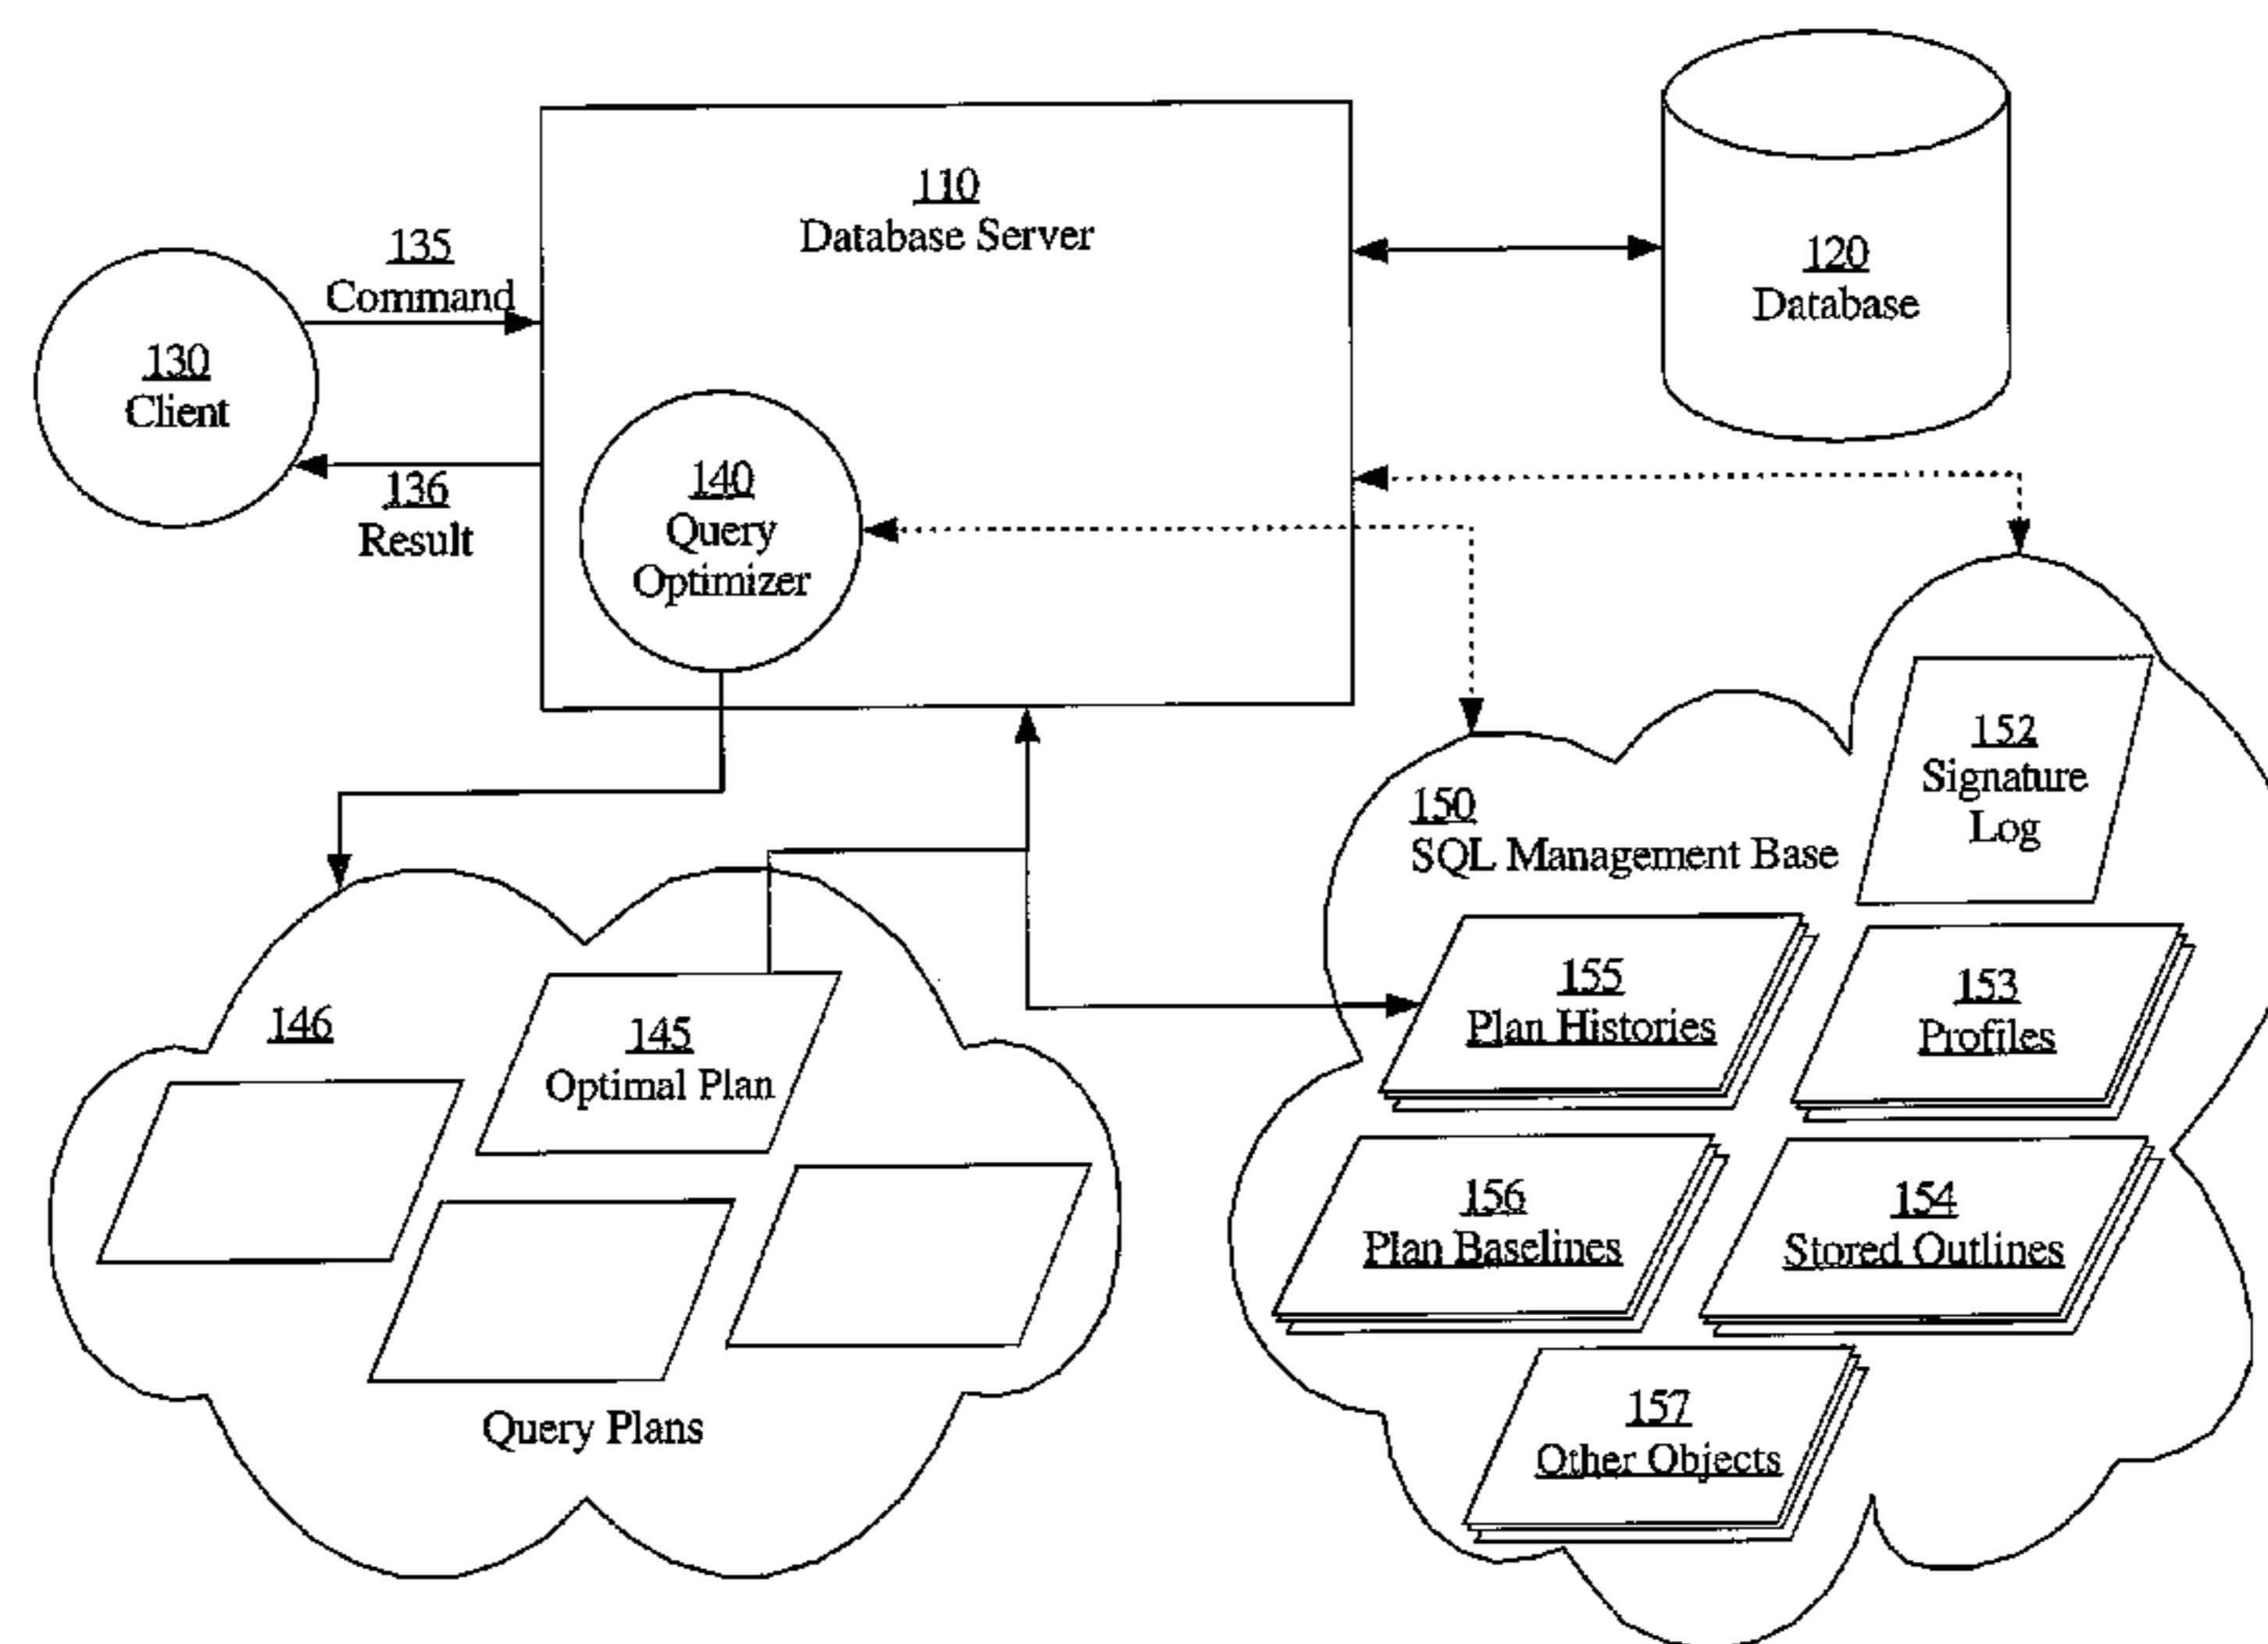 110
Database Server
120
Database
135
Command
130
Client
136
Result
140
Query
Optimizer
152
Signature
Log
150
SQL Management Base
155
Plan Histories
153
Profiles
146
145
Optimal Plan
156
Plan Baselines
154
Stored Outlines
157
Other Objects
Query Plans